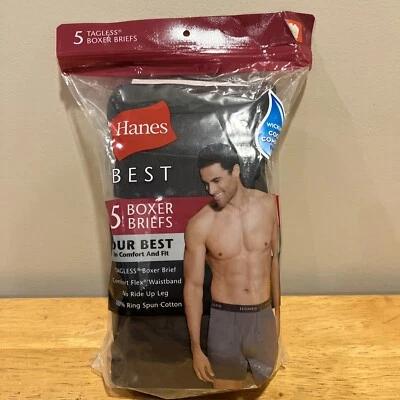 5 TAGLESS®
BOXER BRIEFS
Hanes
BEST
5 BOXER
BRIEFS
OUR BEST
In Comfort And Fit
TAGLESS® Boxer Brief
Comfort Flex® Waistband
No Ride Up Leg
Ring Spun Cotton
HANES